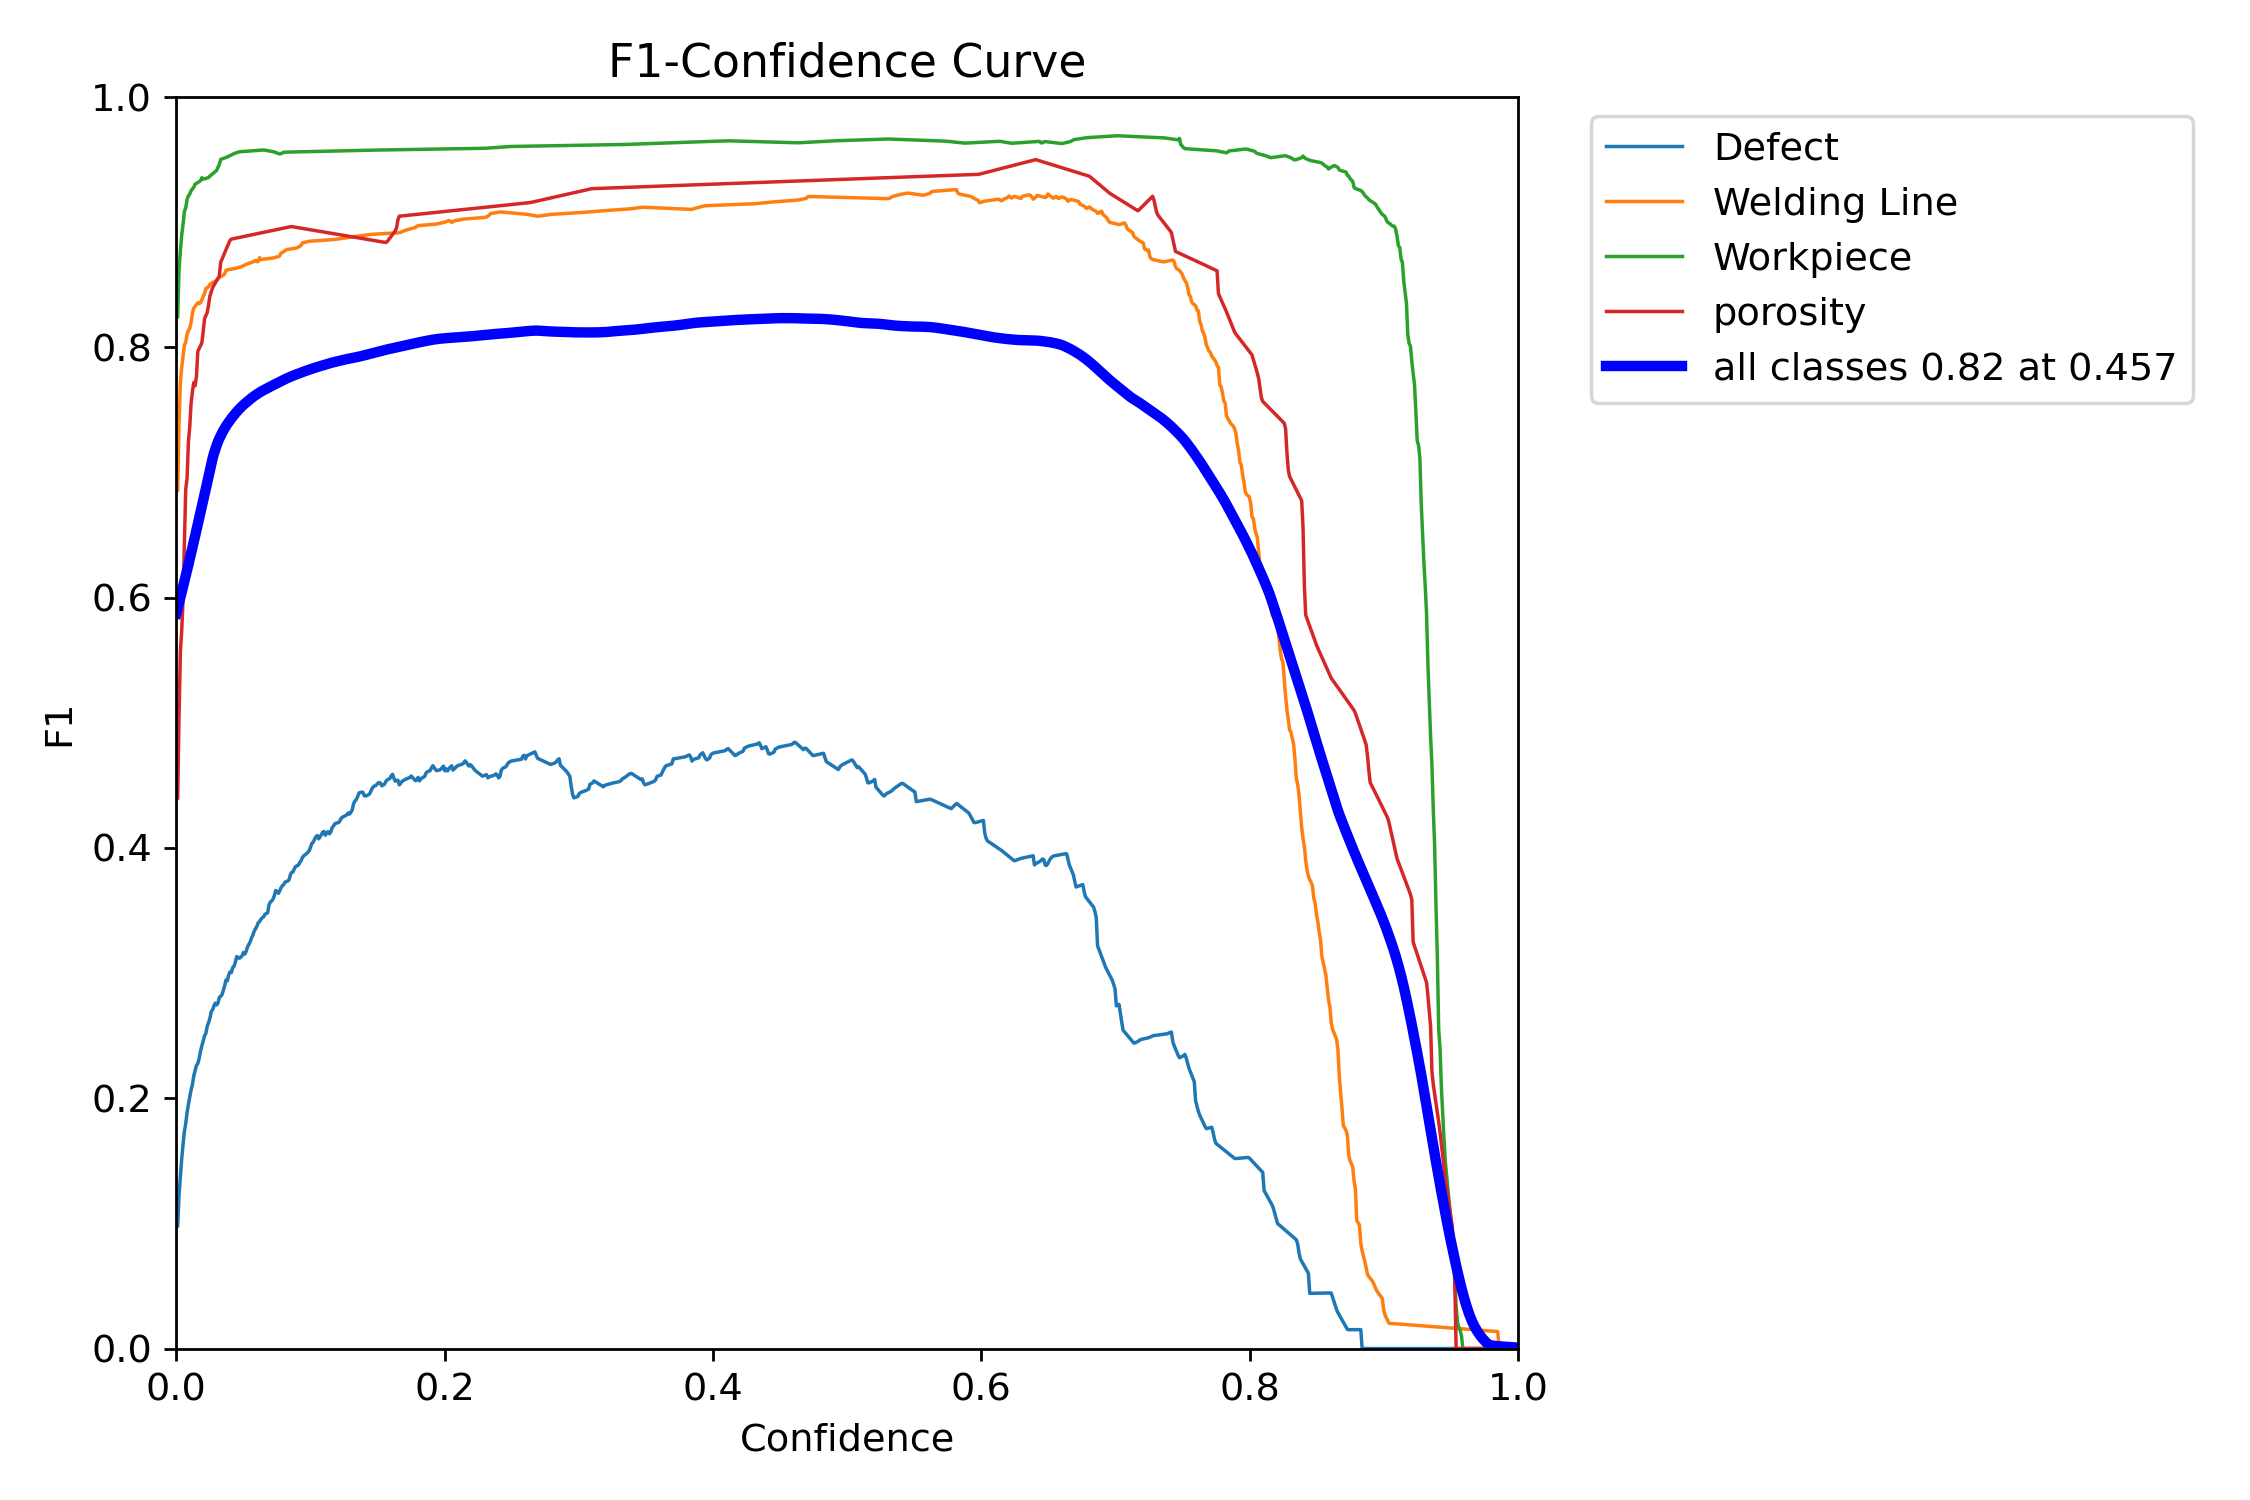 F1-Confidence Curve
1.0
0.8
0.6
0.4
0.2
0.0
F1
0.0 0.2 0.4 0.6 0.8 1.0
Confidence
Defect
Welding Line
Workpiece
porosity
all classes 0.82 at 0.457